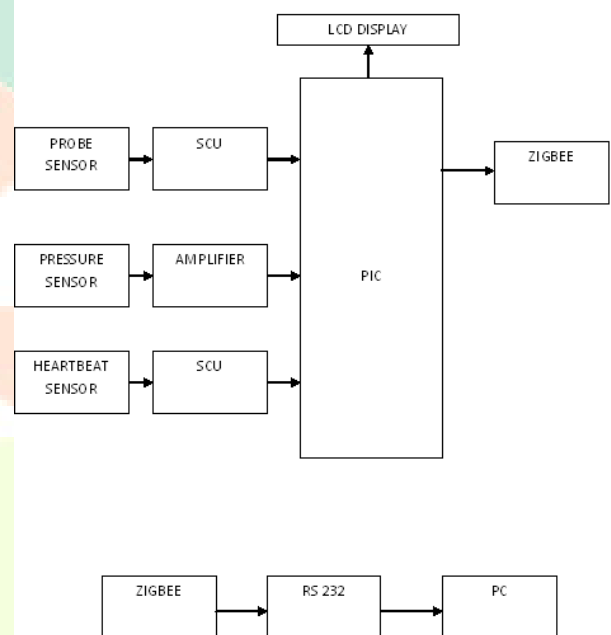 LCD DISPLAY
PROBE
SENSOR
SCU
ZIGBEE
PRESSURE
SENSOR
AMPLIFIER
PIC
HEARTBEAT
SENSOR
SCU
ZIGBEE
RS 232
PC